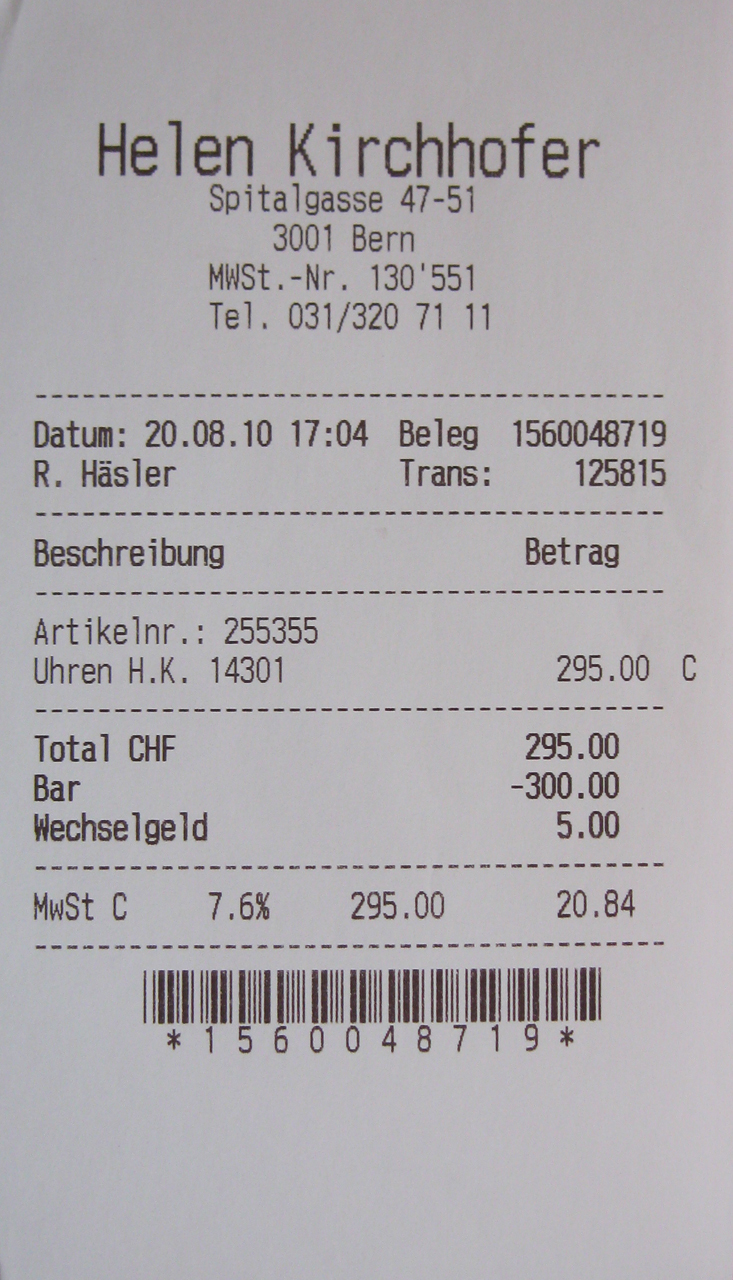 Helen Kirchhofer
Spitalgasse 47-51
3001 Bern
MWSt.-Nr. 130'551
Tel. 031/320 71 11
Datum: 20.08.10 17:04 Beleg 1560048719
R. Häsler Trans: 125815
Beschreibung Betrag
Artikelnr.: 255355
Uhren H.K. 14301 295.00 C
Total CHF 295.00
Bar -300.00
Wechselgeld 5.00
MwSt C 7.6% 295.00 20.84
*1560048719*